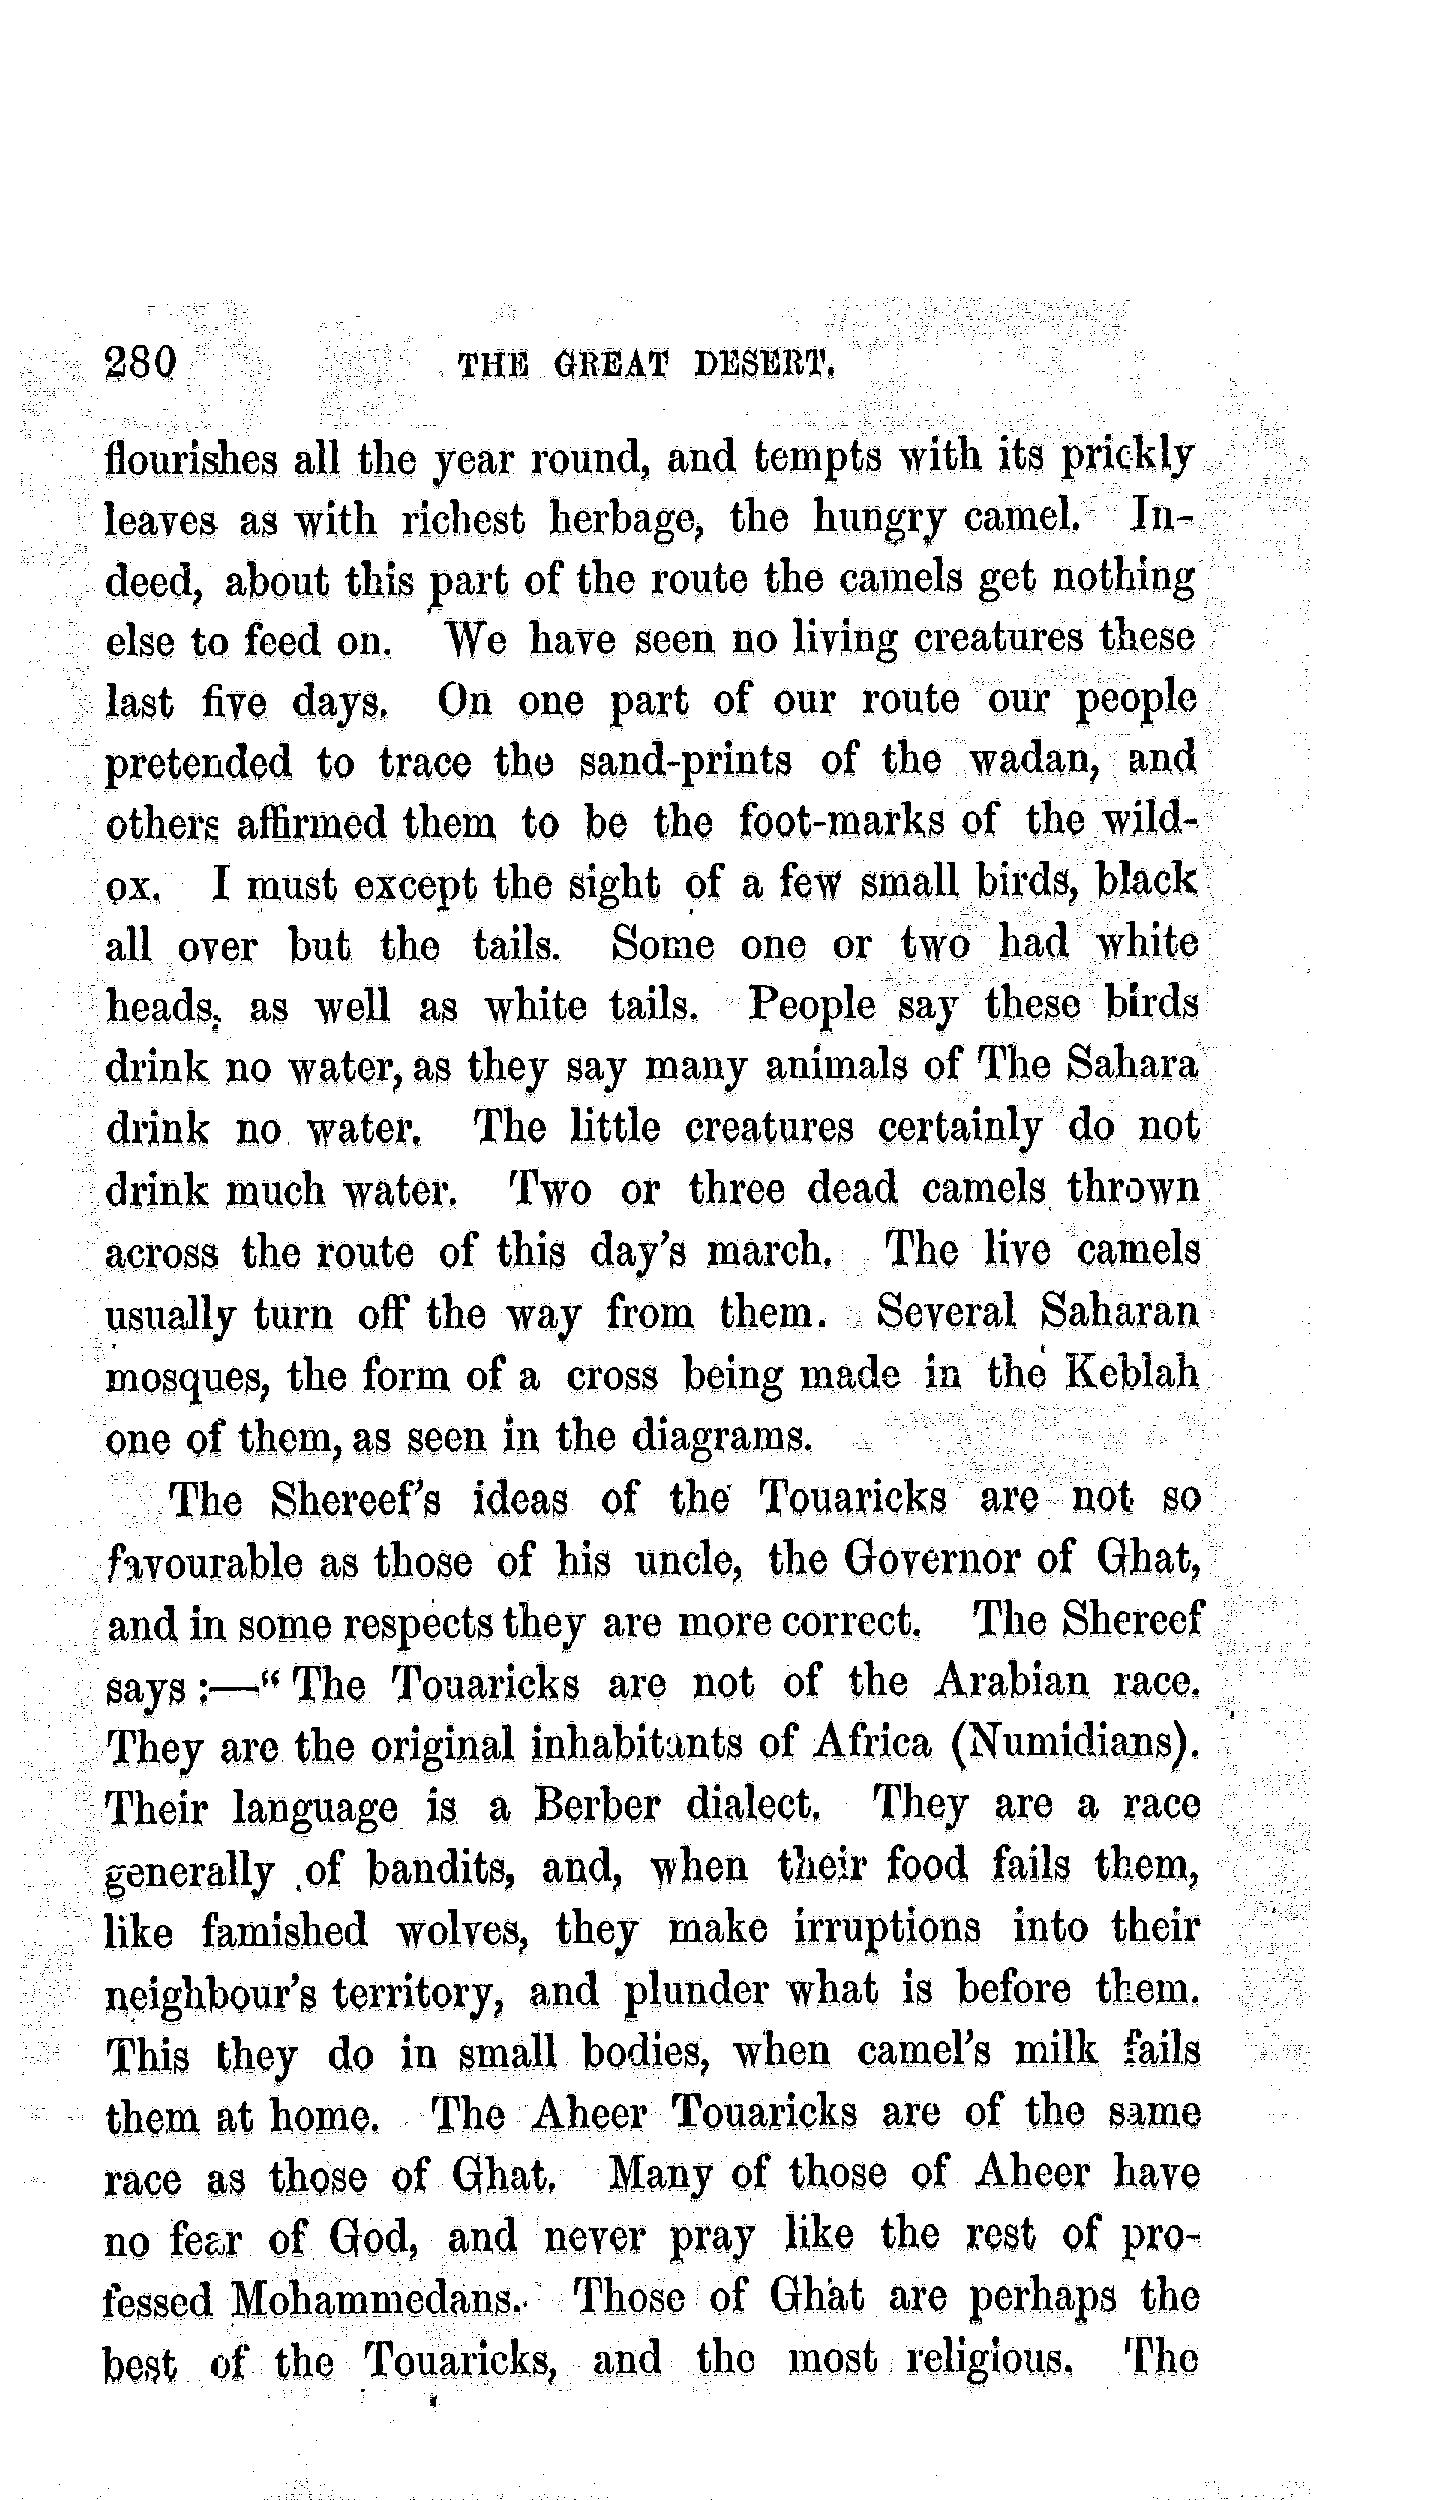 280 THE GREAT DESERT.
flourishes all the year round, and tempts with its prickly
leaves as with richest herbage, the hungry camel. In-
deed, about this part of the route the camels get nothing
else to feed on. We have seen no living creatures these
last five days. On one part of our route our people
pretended to trace the sand-prints of the wadan, and
others affirmed them to be the foot-marks of the wild-
ox. I must except the sight of a few small birds, black
all over but the tails. Some one or two had white
heads, as well as white tails. People say these birds
drink no water, as they say many animals of The Sahara
drink no water. The little creatures certainly do not
drink much water. Two or three dead camels thrown
across the route of this day's march. The live camels
usually turn off the way from them. Several Saharan
mosques, the form of a cross being made in the Keblah
one of them, as seen in the diagrams.
The Shereef's ideas of the Touaricks are not so
favourable as those of his uncle, the Governor of Ghat,
and in some respects they are more correct. The Shereef
says:—"The Touaricks are not of the Arabian race.
They are the original inhabitants of Africa (Numidians).
Their language is a Berber dialect. They are a race
generally of bandits, and, when their food fails them,
like famished wolves, they make irruptions into their
neighbour's territory, and plunder what is before them.
This they do in small bodies, when camel's milk fails
them at home. The Aheer Touaricks are of the same
race as those of Ghat. Many of those of Aheer have
no fear of God, and never pray like the rest of pro-
fessed Mohammedans. Those of Ghat are perhaps the
best of the Touaricks, and the most religious. The